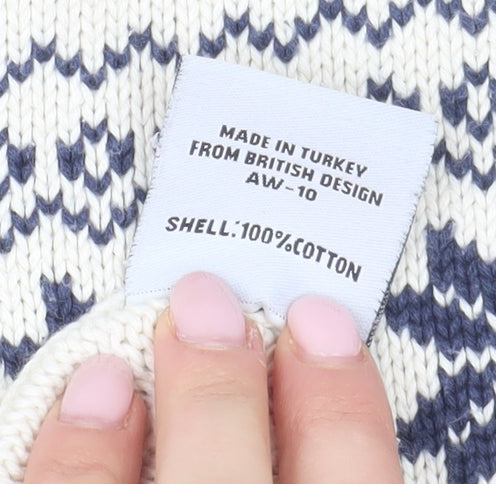 MADE IN TURKEY
FROM BRITISH DESIGN
AW-10
SHELL:100%COTTON